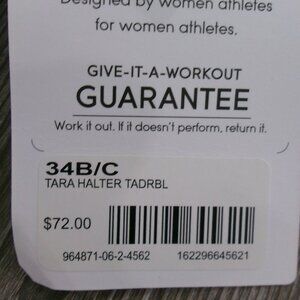 Designed by women athletes
for women athletes.
GIVE-IT-A-WORKOUT
GUARANTEE
Work it out. If it doesn't perform, return it.
34B/C
TARA HALTER TADRBL
$72.00
964871-06-2-4562 162296645621